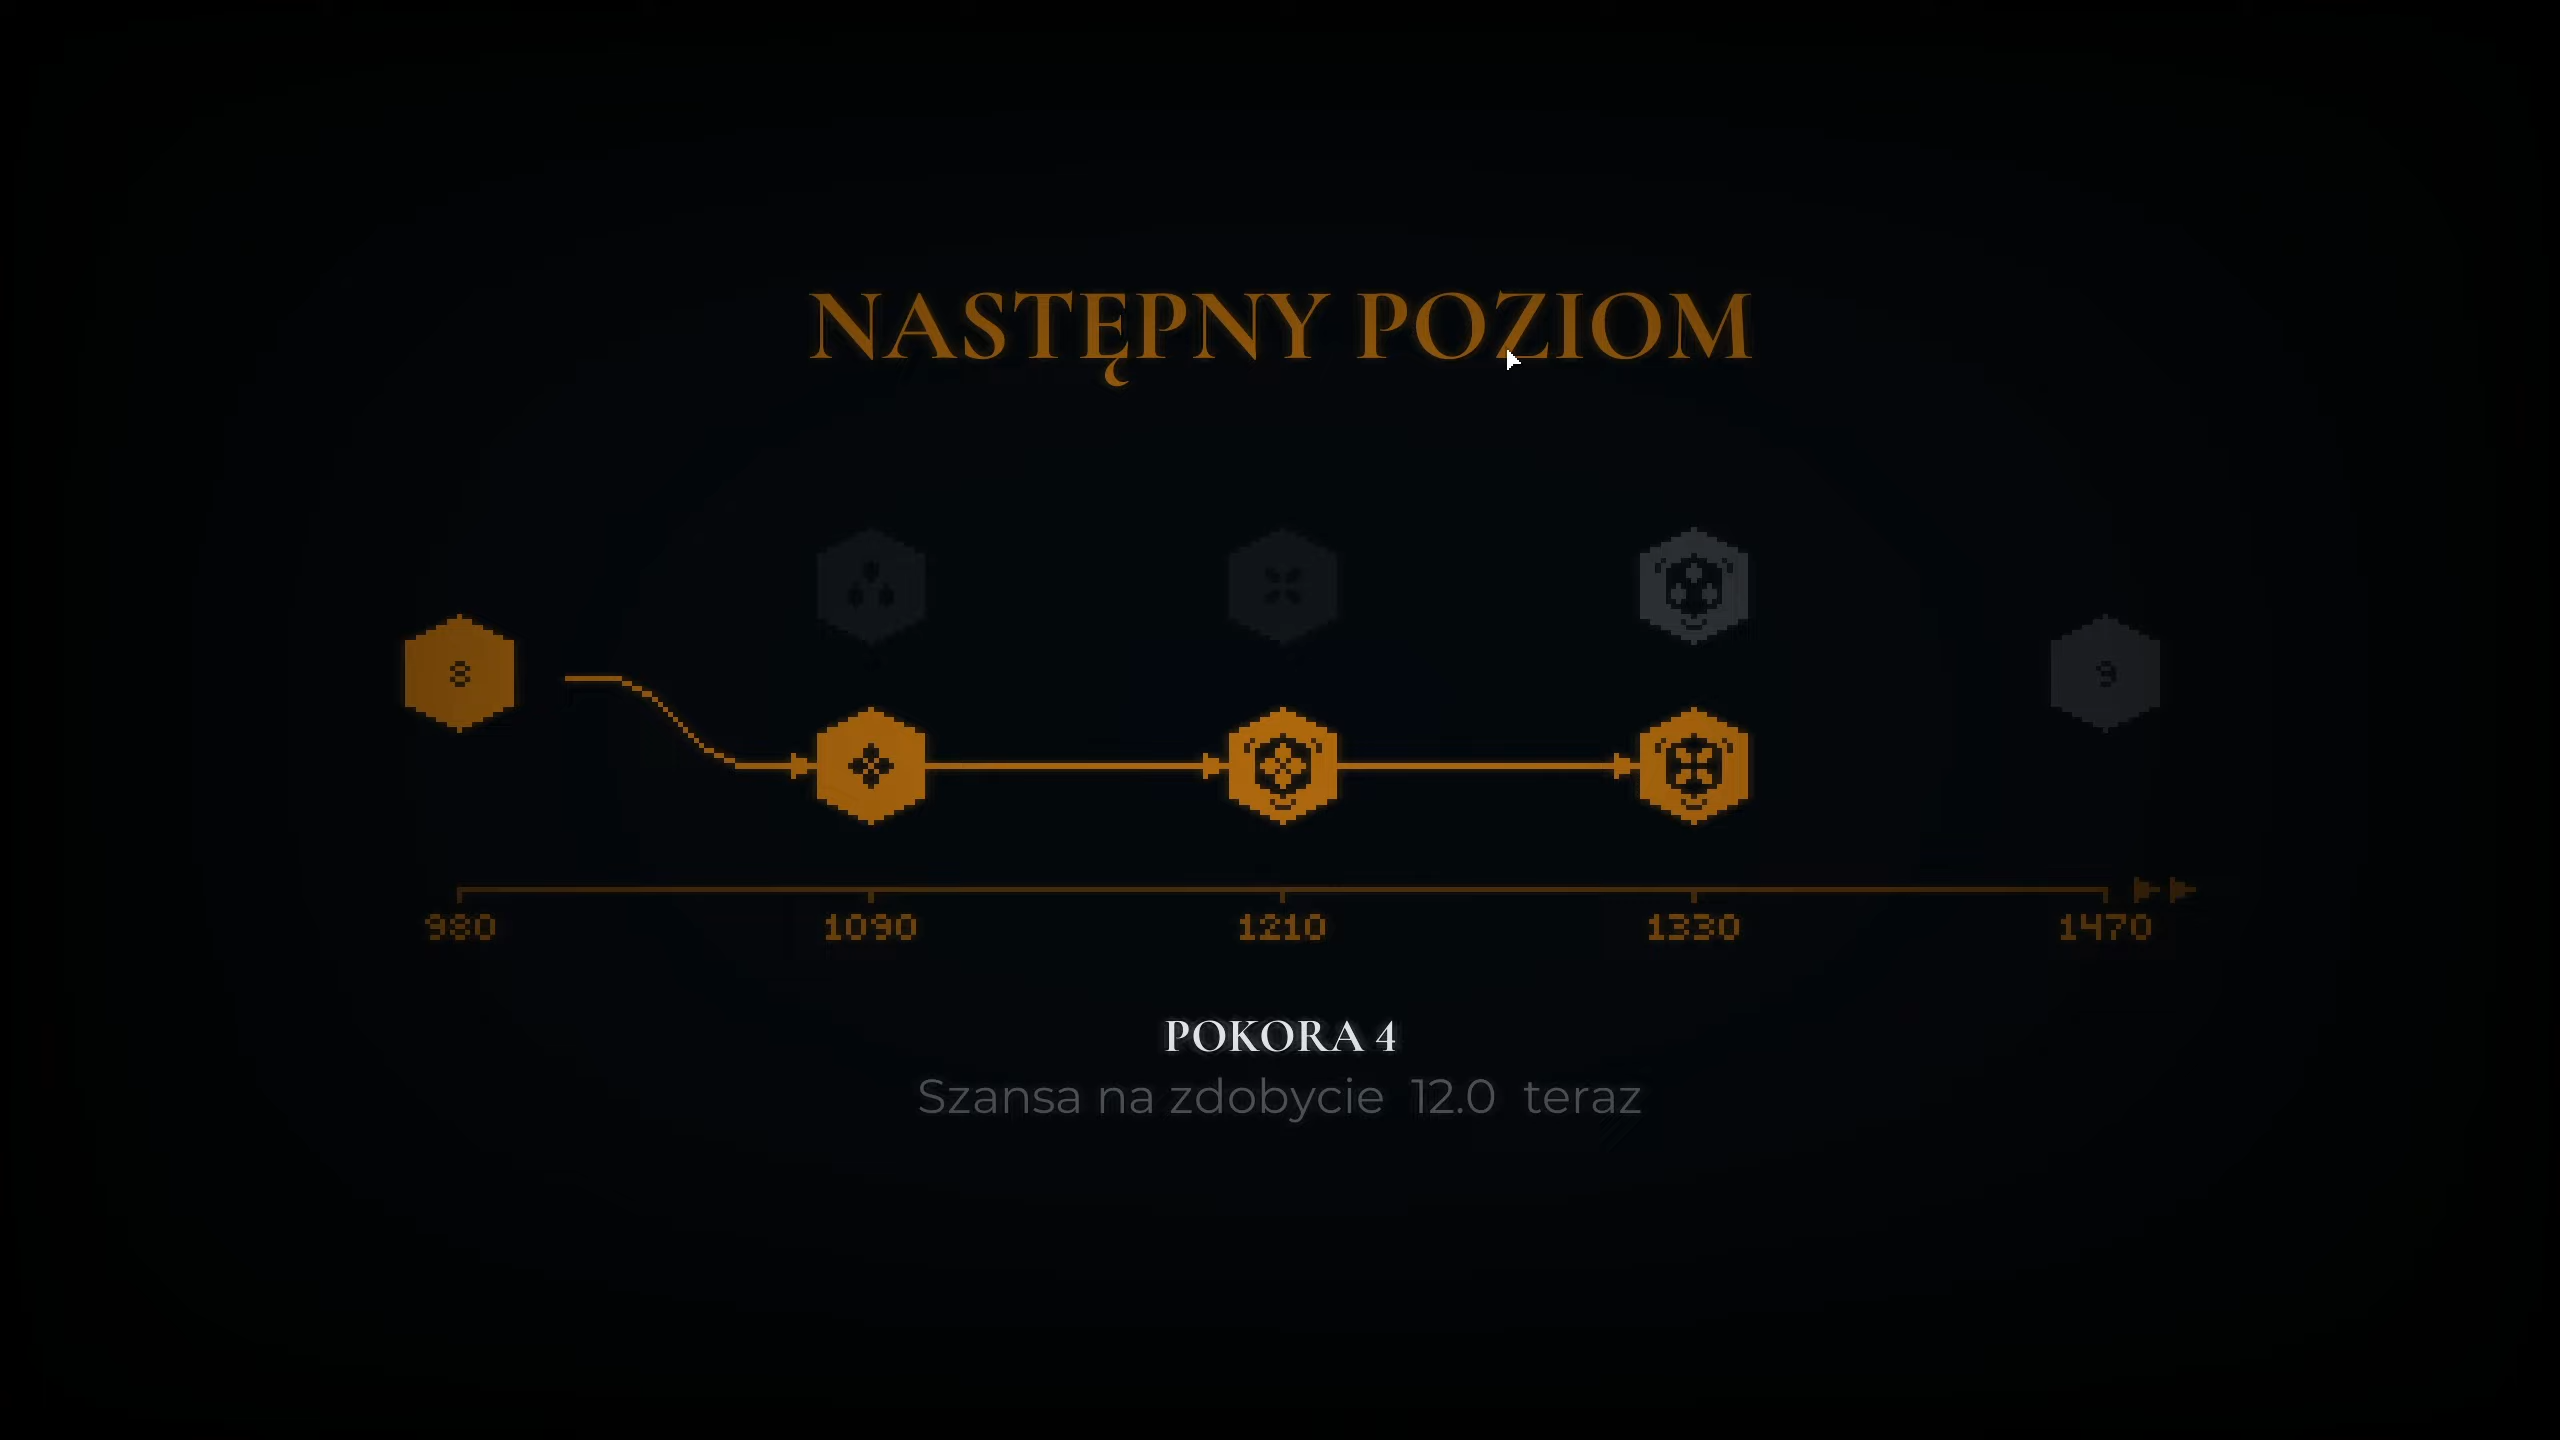 NASTĘPNY POZIOM
8
9
980 1090 1210 1330 1470
POKORA 4
Szansa na zdobycie 12.0 teraz